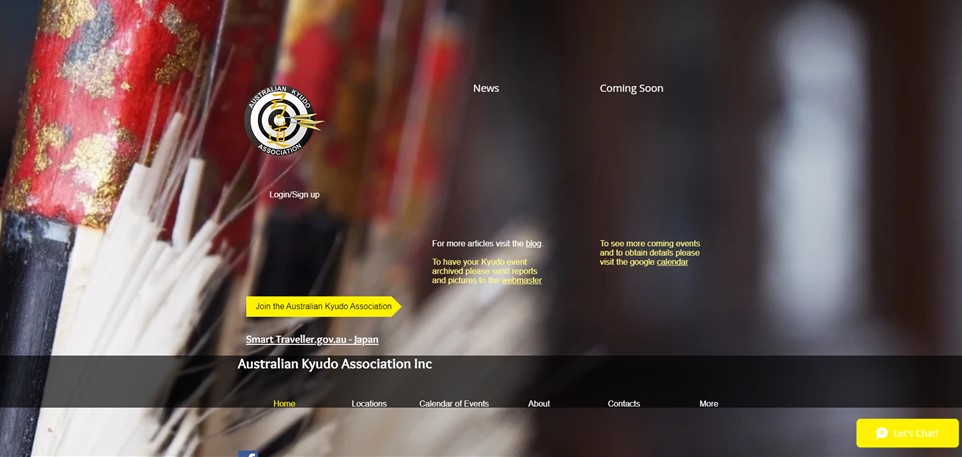 AUSTRALIAN KYUDO
ASSOCIATION
News
Coming Soon
Login/Sign up
For more articles visit the blog.
To have your Kyudo event
archived please send reports
and pictures to the webmaster
To see more coming events
and to obtain details please
visit the google calendar
Join the Australian Kyudo Association
Smart Traveller.gov.au - Japan
Australian Kyudo Association Inc
Home
Locations
Calendar of Events
About
Contacts
More
Let's Chat!